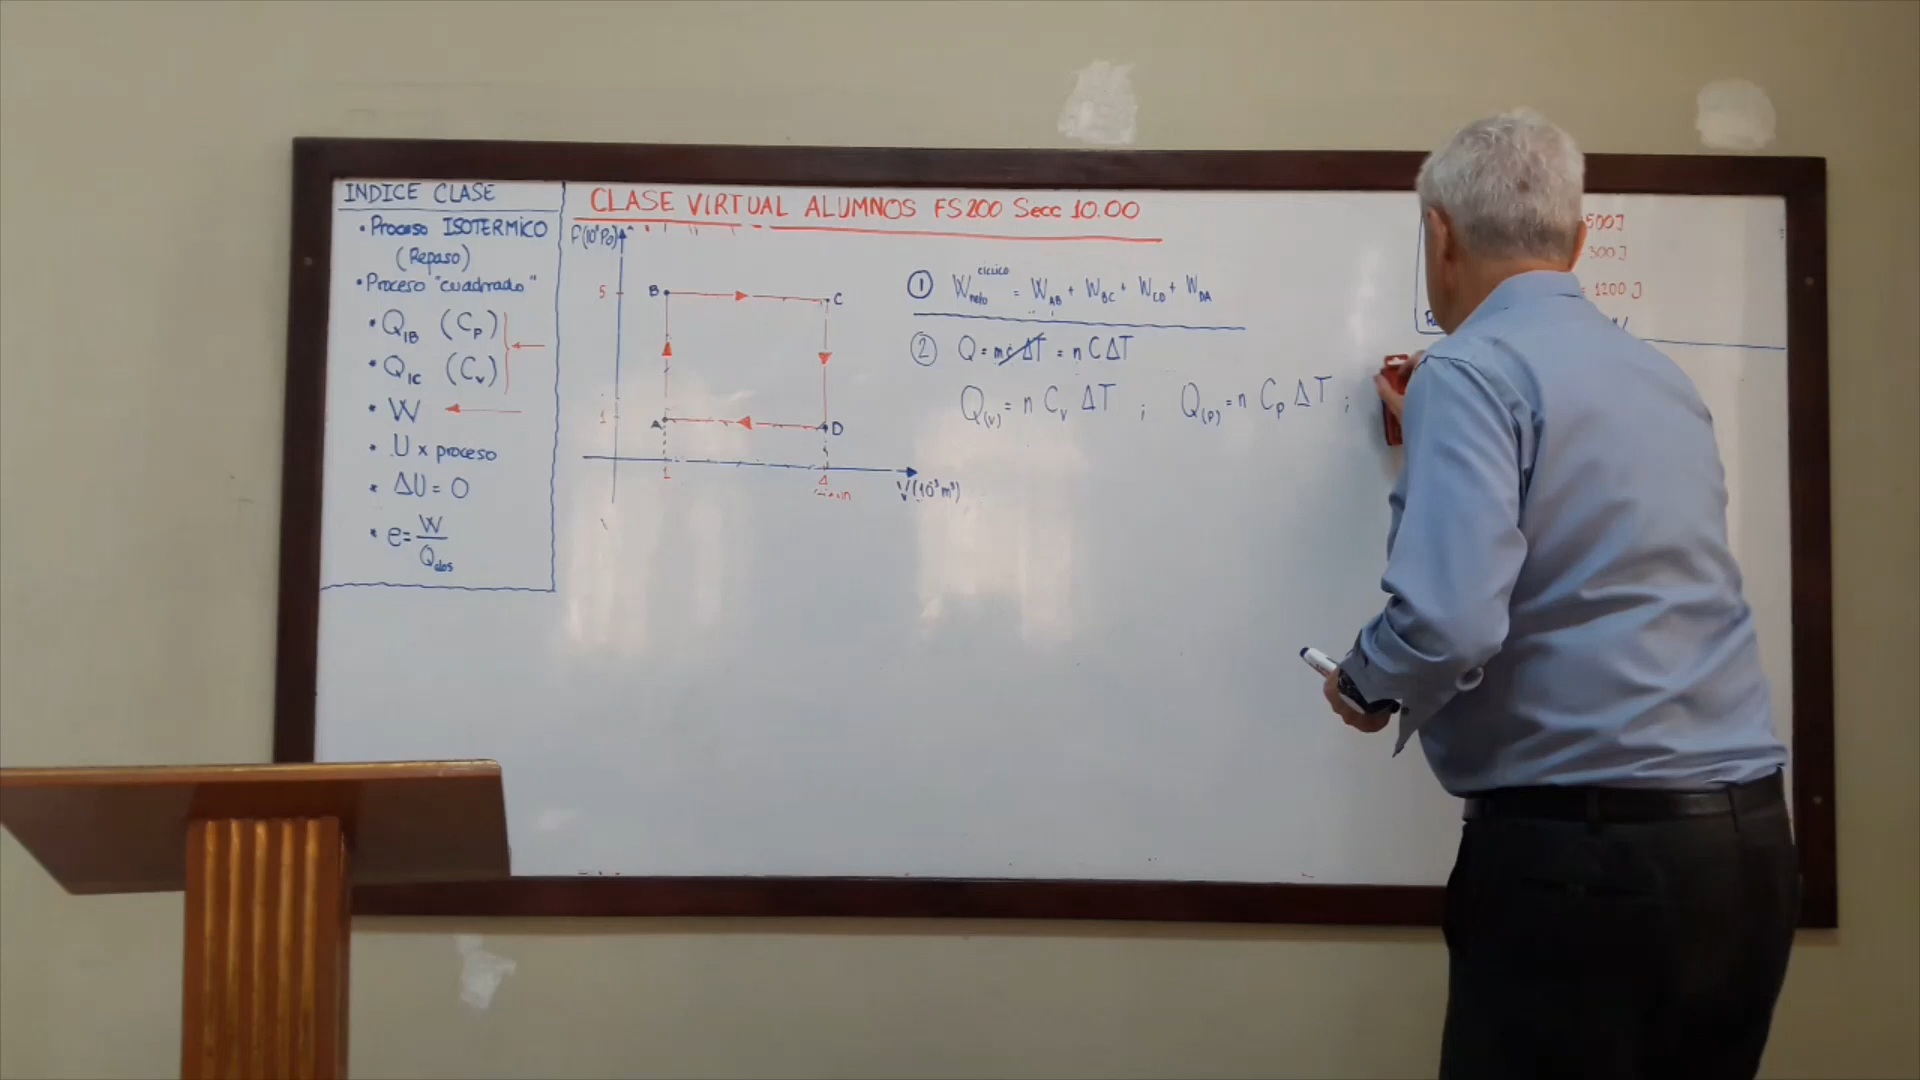 INDICE CLASE
• Proceso ISOTERMICO
(Repaso)
• Proceso "cuadrado"
• Q_IB (C_P)
• Q_IC (C_V)
• W
• U x proceso
• ΔU = 0
• e = W / Q_abs
CLASE VIRTUAL ALUMNOS FS200 Secc 10.00
5
B
C
1
A
D
1
4
V(10⁻³m³)
① W_neto^cíclico = W_AB + W_BC + W_CD + W_DA
② Q = mcΔT = n C ΔT
Q_(v) = n C_v ΔT ; Q_(P) = n C_P ΔT ;
500 J
300 J
= 1200 J